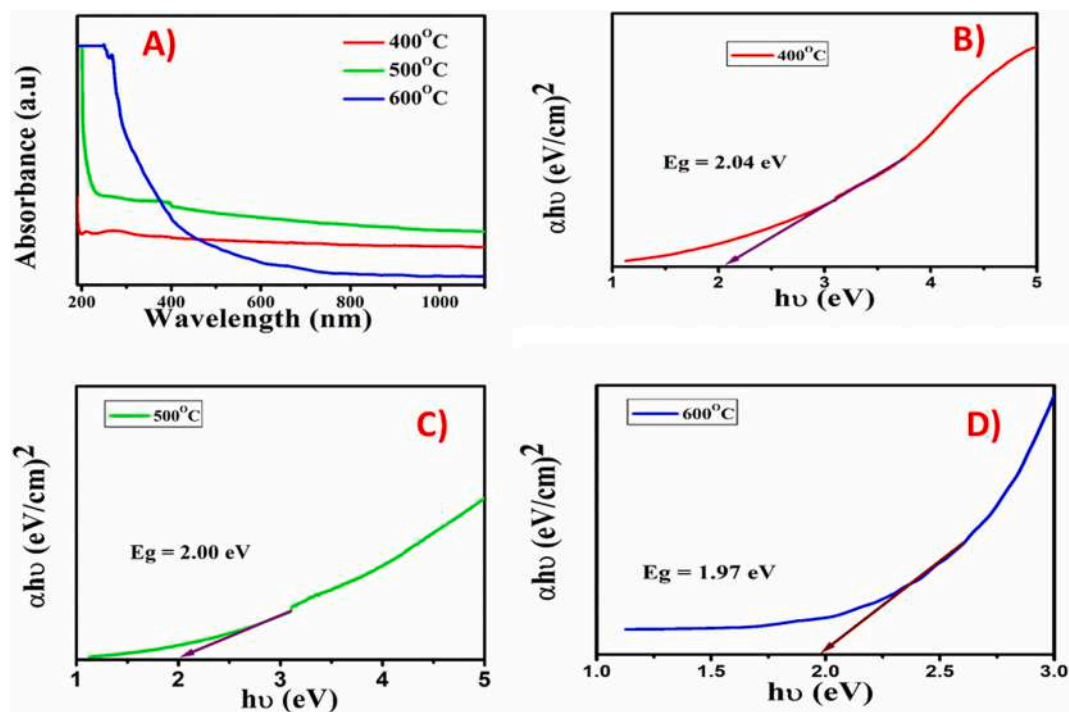 A)
400°C
500°C
600°C
Absorbance (a.u)
200 400 600 800 1000
Wavelength (nm)
B)
400°C
Eg = 2.04 eV
αhυ (eV/cm)²
1 2 3 4 5
hυ (eV)
C)
500°C
Eg = 2.00 eV
αhυ (eV/cm)²
1 2 3 4 5
hυ (eV)
D)
600°C
Eg = 1.97 eV
αhυ (eV/cm)²
1.0 1.5 2.0 2.5 3.0
hυ (eV)